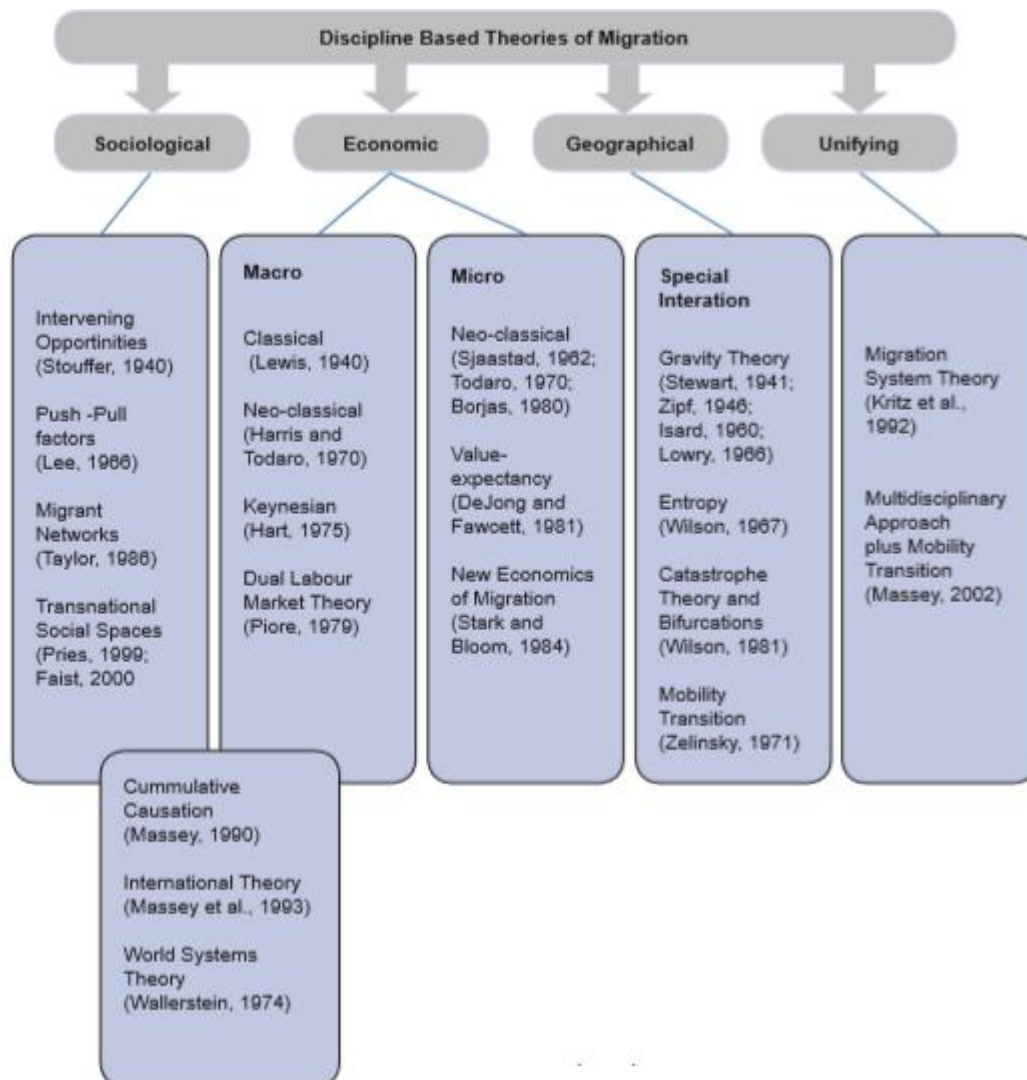 Discipline Based Theories of Migration
Sociological
Economic
Geographical
Unifying
Intervening
Opportinities
(Stouffer, 1940)
Push -Pull
factors
(Lee, 1966)
Migrant
Networks
(Taylor, 1986)
Transnational
Social Spaces
(Pries, 1999;
Faist, 2000
Macro
Classical
(Lewis, 1940)
Neo-classical
(Harris and
Todaro, 1970)
Keynesian
(Hart, 1975)
Dual Labour
Market Theory
(Piore, 1979)
Cummulative
Causation
(Massey, 1990)
International Theory
(Massey et al., 1993)
World Systems
Theory
(Wallerstein, 1974)
Micro
Neo-classical
(Sjaastad, 1962;
Todaro, 1970;
Borjas, 1980)
Value-
expectancy
(DeJong and
Fawcett, 1981)
New Economics
of Migration
(Stark and
Bloom, 1984)
Special
Interation
Gravity Theory
(Stewart, 1941;
Zipf, 1946;
Isard, 1960;
Lowry, 1966)
Entropy
(Wilson, 1967)
Catastrophe
Theory and
Bifurcations
(Wilson, 1981)
Mobility
Transition
(Zelinsky, 1971)
Migration
System Theory
(Kritz et al.,
1992)
Multidisciplinary
Approach
plus Mobility
Transition
(Massey, 2002)